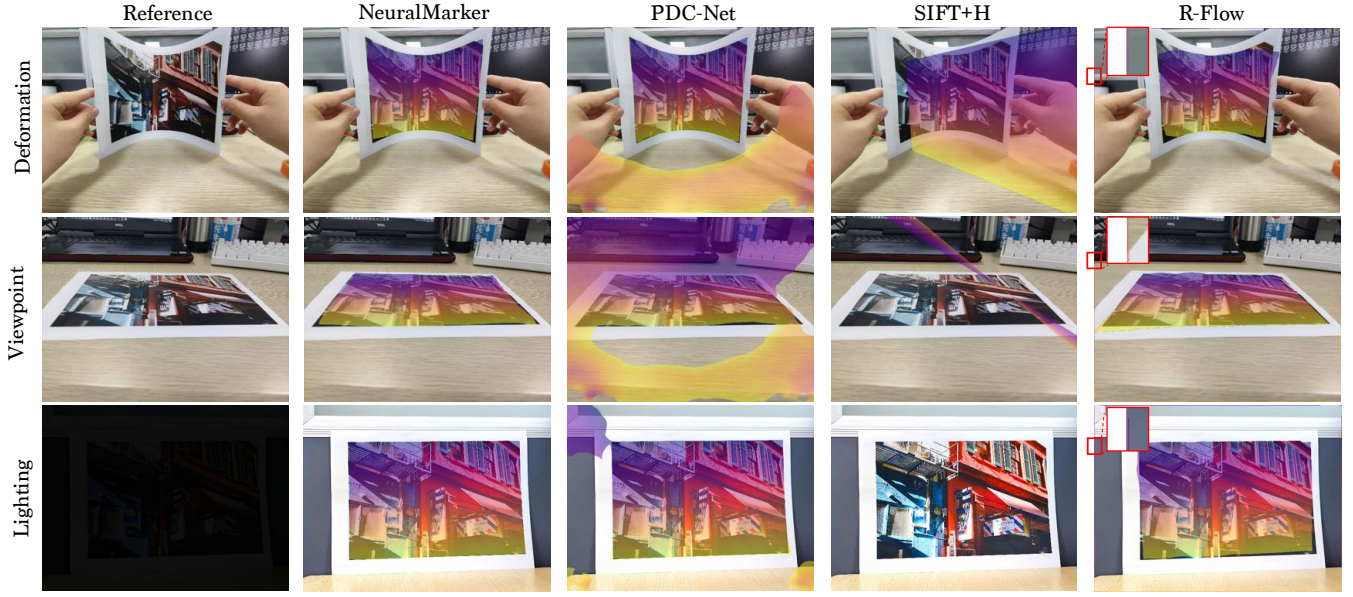 Reference NeuralMarker PDC-Net SIFT+H R-Flow
Deformation
Viewpoint
Lighting